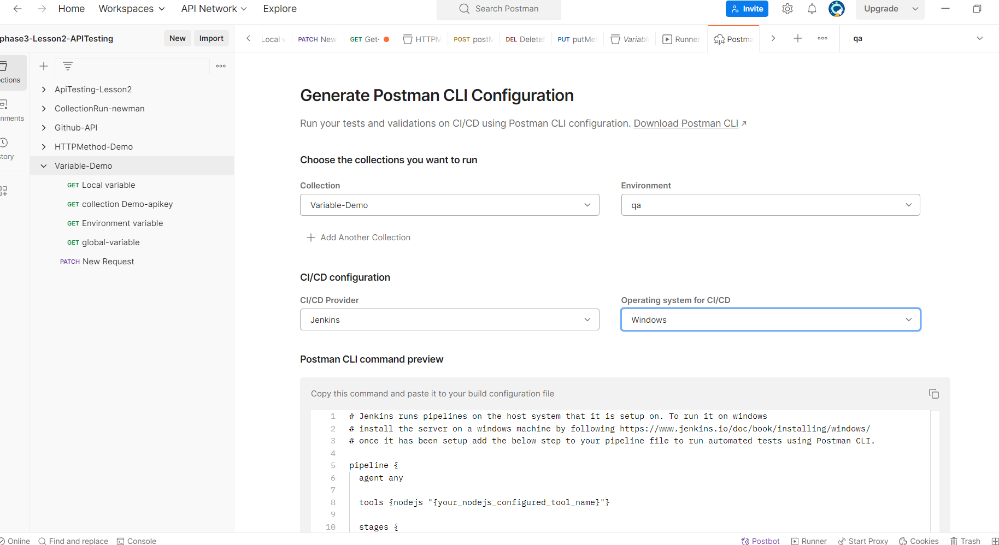 Home Workspaces API Network Explore Search Postman Invite Upgrade
phase3-Lesson2-APITesting New Import
Local PATCH New GET Get- HTTPM POST postM DEL Delete PUT putMe Variabl Runner Postma qa
ections
nments
story
ApiTesting-Lesson2
CollectionRun-newman
Github-API
HTTPMethod-Demo
Variable-Demo
GET Local variable
GET collection Demo-apikey
GET Environment variable
GET global-variable
PATCH New Request
Generate Postman CLI Configuration
Run your tests and validations on CI/CD using Postman CLI configuration. Download Postman CLI ↗
Choose the collections you want to run
Collection Environment
Variable-Demo qa
Add Another Collection
CI/CD configuration
CI/CD Provider Operating system for CI/CD
Jenkins Windows
Postman CLI command preview
Copy this command and paste it to your build configuration file
1 # Jenkins runs pipelines on the host system that it is setup on. To run it on windows
2 # install the server on a windows machine by following https://www.jenkins.io/doc/book/installing/windows/
3 # once it has been setup add the below step to your pipeline file to run automated tests using Postman CLI.
4
5 pipeline {
6 agent any
7
8 tools {nodejs "{your_nodejs_configured_tool_name}"}
9
10 stages {
Online Find and replace Console Postbot Runner Start Proxy Cookies Trash